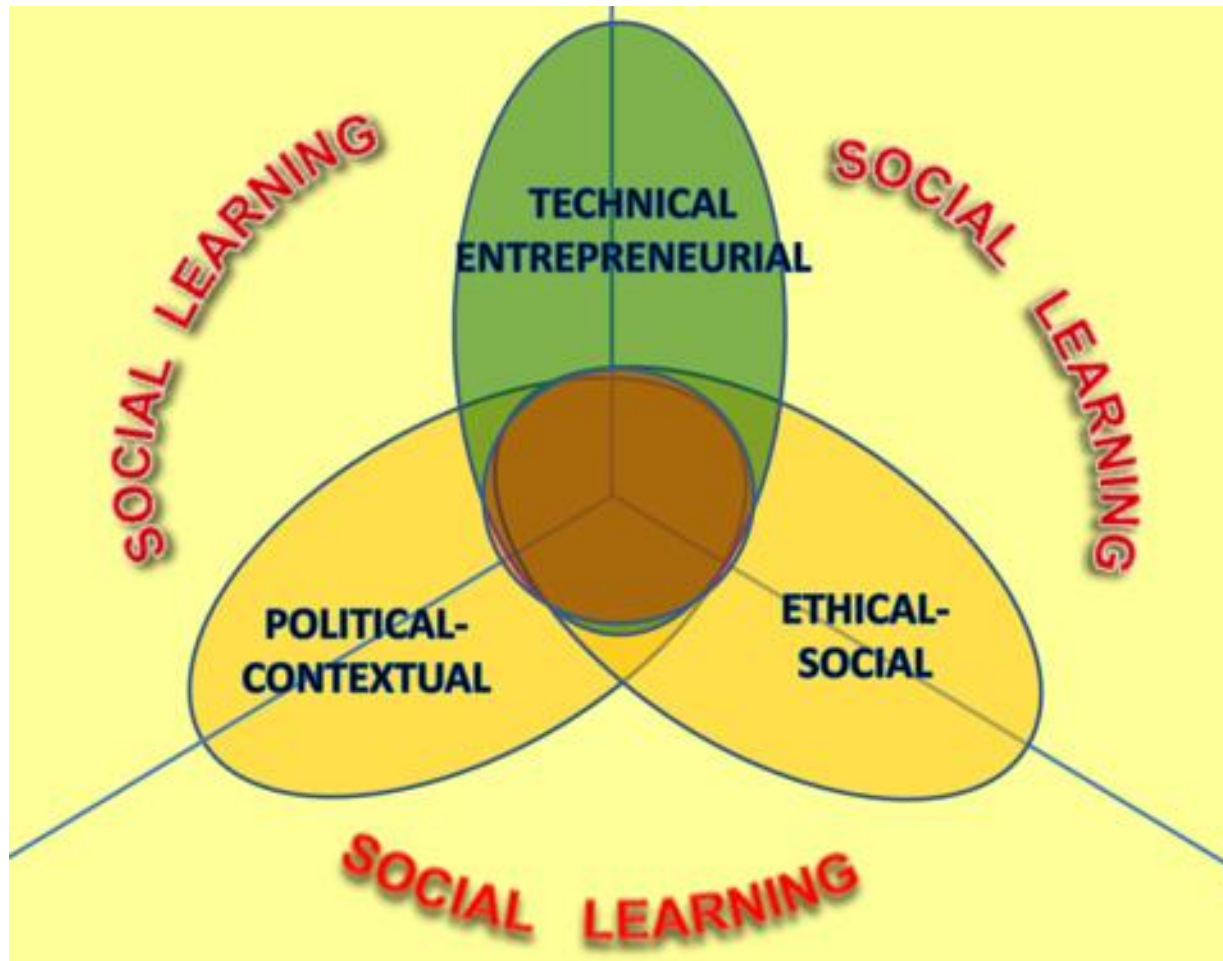 SOCIAL LEARNING
SOCIAL LEARNING
TECHNICAL
ENTREPRENEURIAL
POLITICAL-
CONTEXTUAL
ETHICAL-
SOCIAL
SOCIAL LEARNING